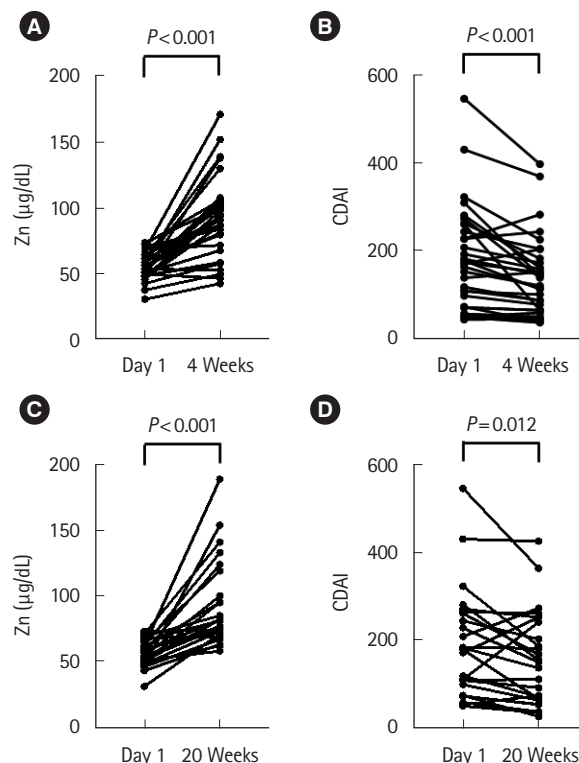 A
P<0.001
200
150
100
50
0
Zn (μg/dL)
Day 1 4 Weeks
B
P<0.001
600
400
200
0
CDAI
Day 1 4 Weeks
C
P<0.001
200
150
100
50
0
Zn (μg/dL)
Day 1 20 Weeks
D
P=0.012
600
400
200
0
CDAI
Day 1 20 Weeks